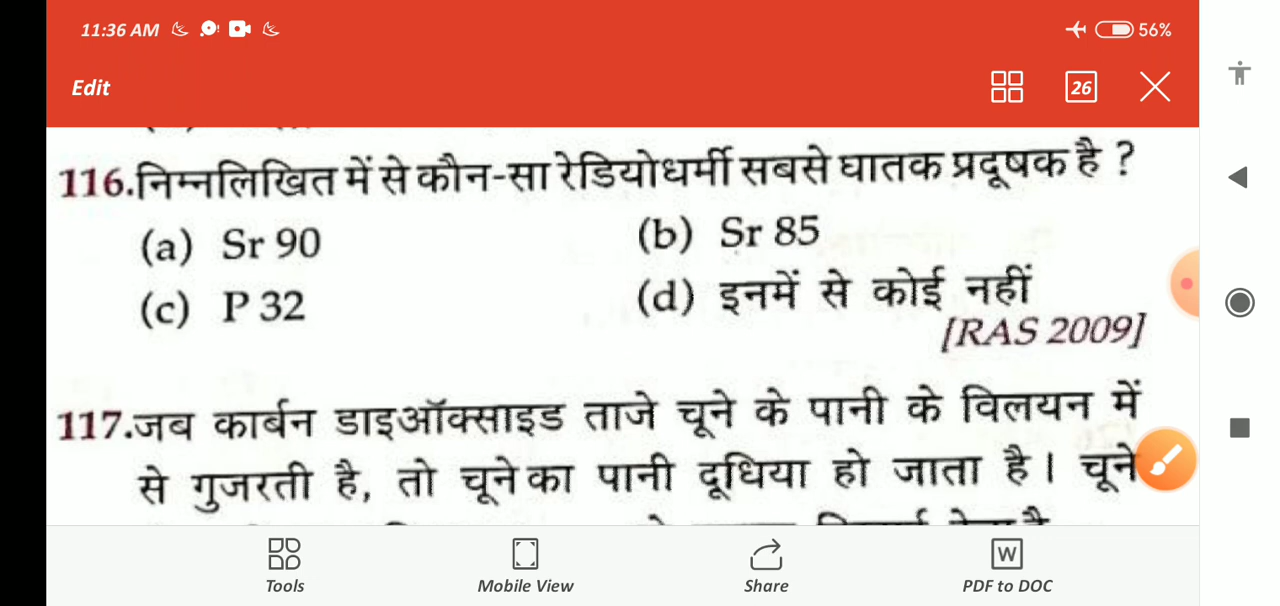 11:36 AM 56%
Edit 26
116.निम्नलिखित में से कौन-सा रेडियोधर्मी सबसे घातक प्रदूषक है ?
(a) Sr 90 (b) Sr 85
(c) P 32 (d) इनमें से कोई नहीं
[RAS 2009]
117.जब कार्बन डाइऑक्साइड ताजे चूने के पानी के विलयन में
से गुजरती है, तो चूने का पानी दूधिया हो जाता है। चूने
Tools Mobile View Share PDF to DOC